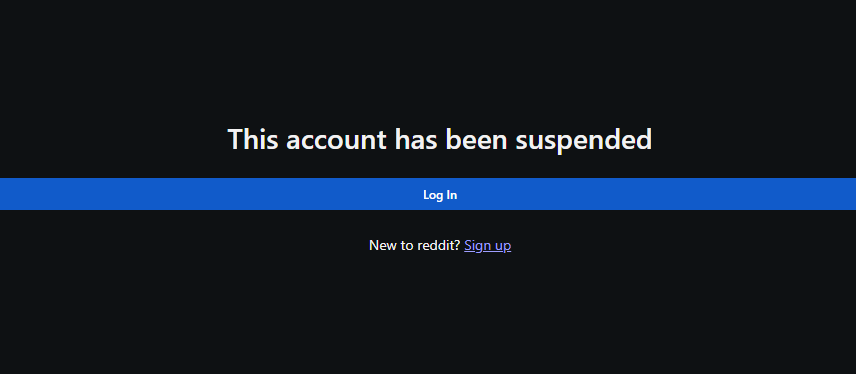 This account has been suspended
Log In
New to reddit? Sign up